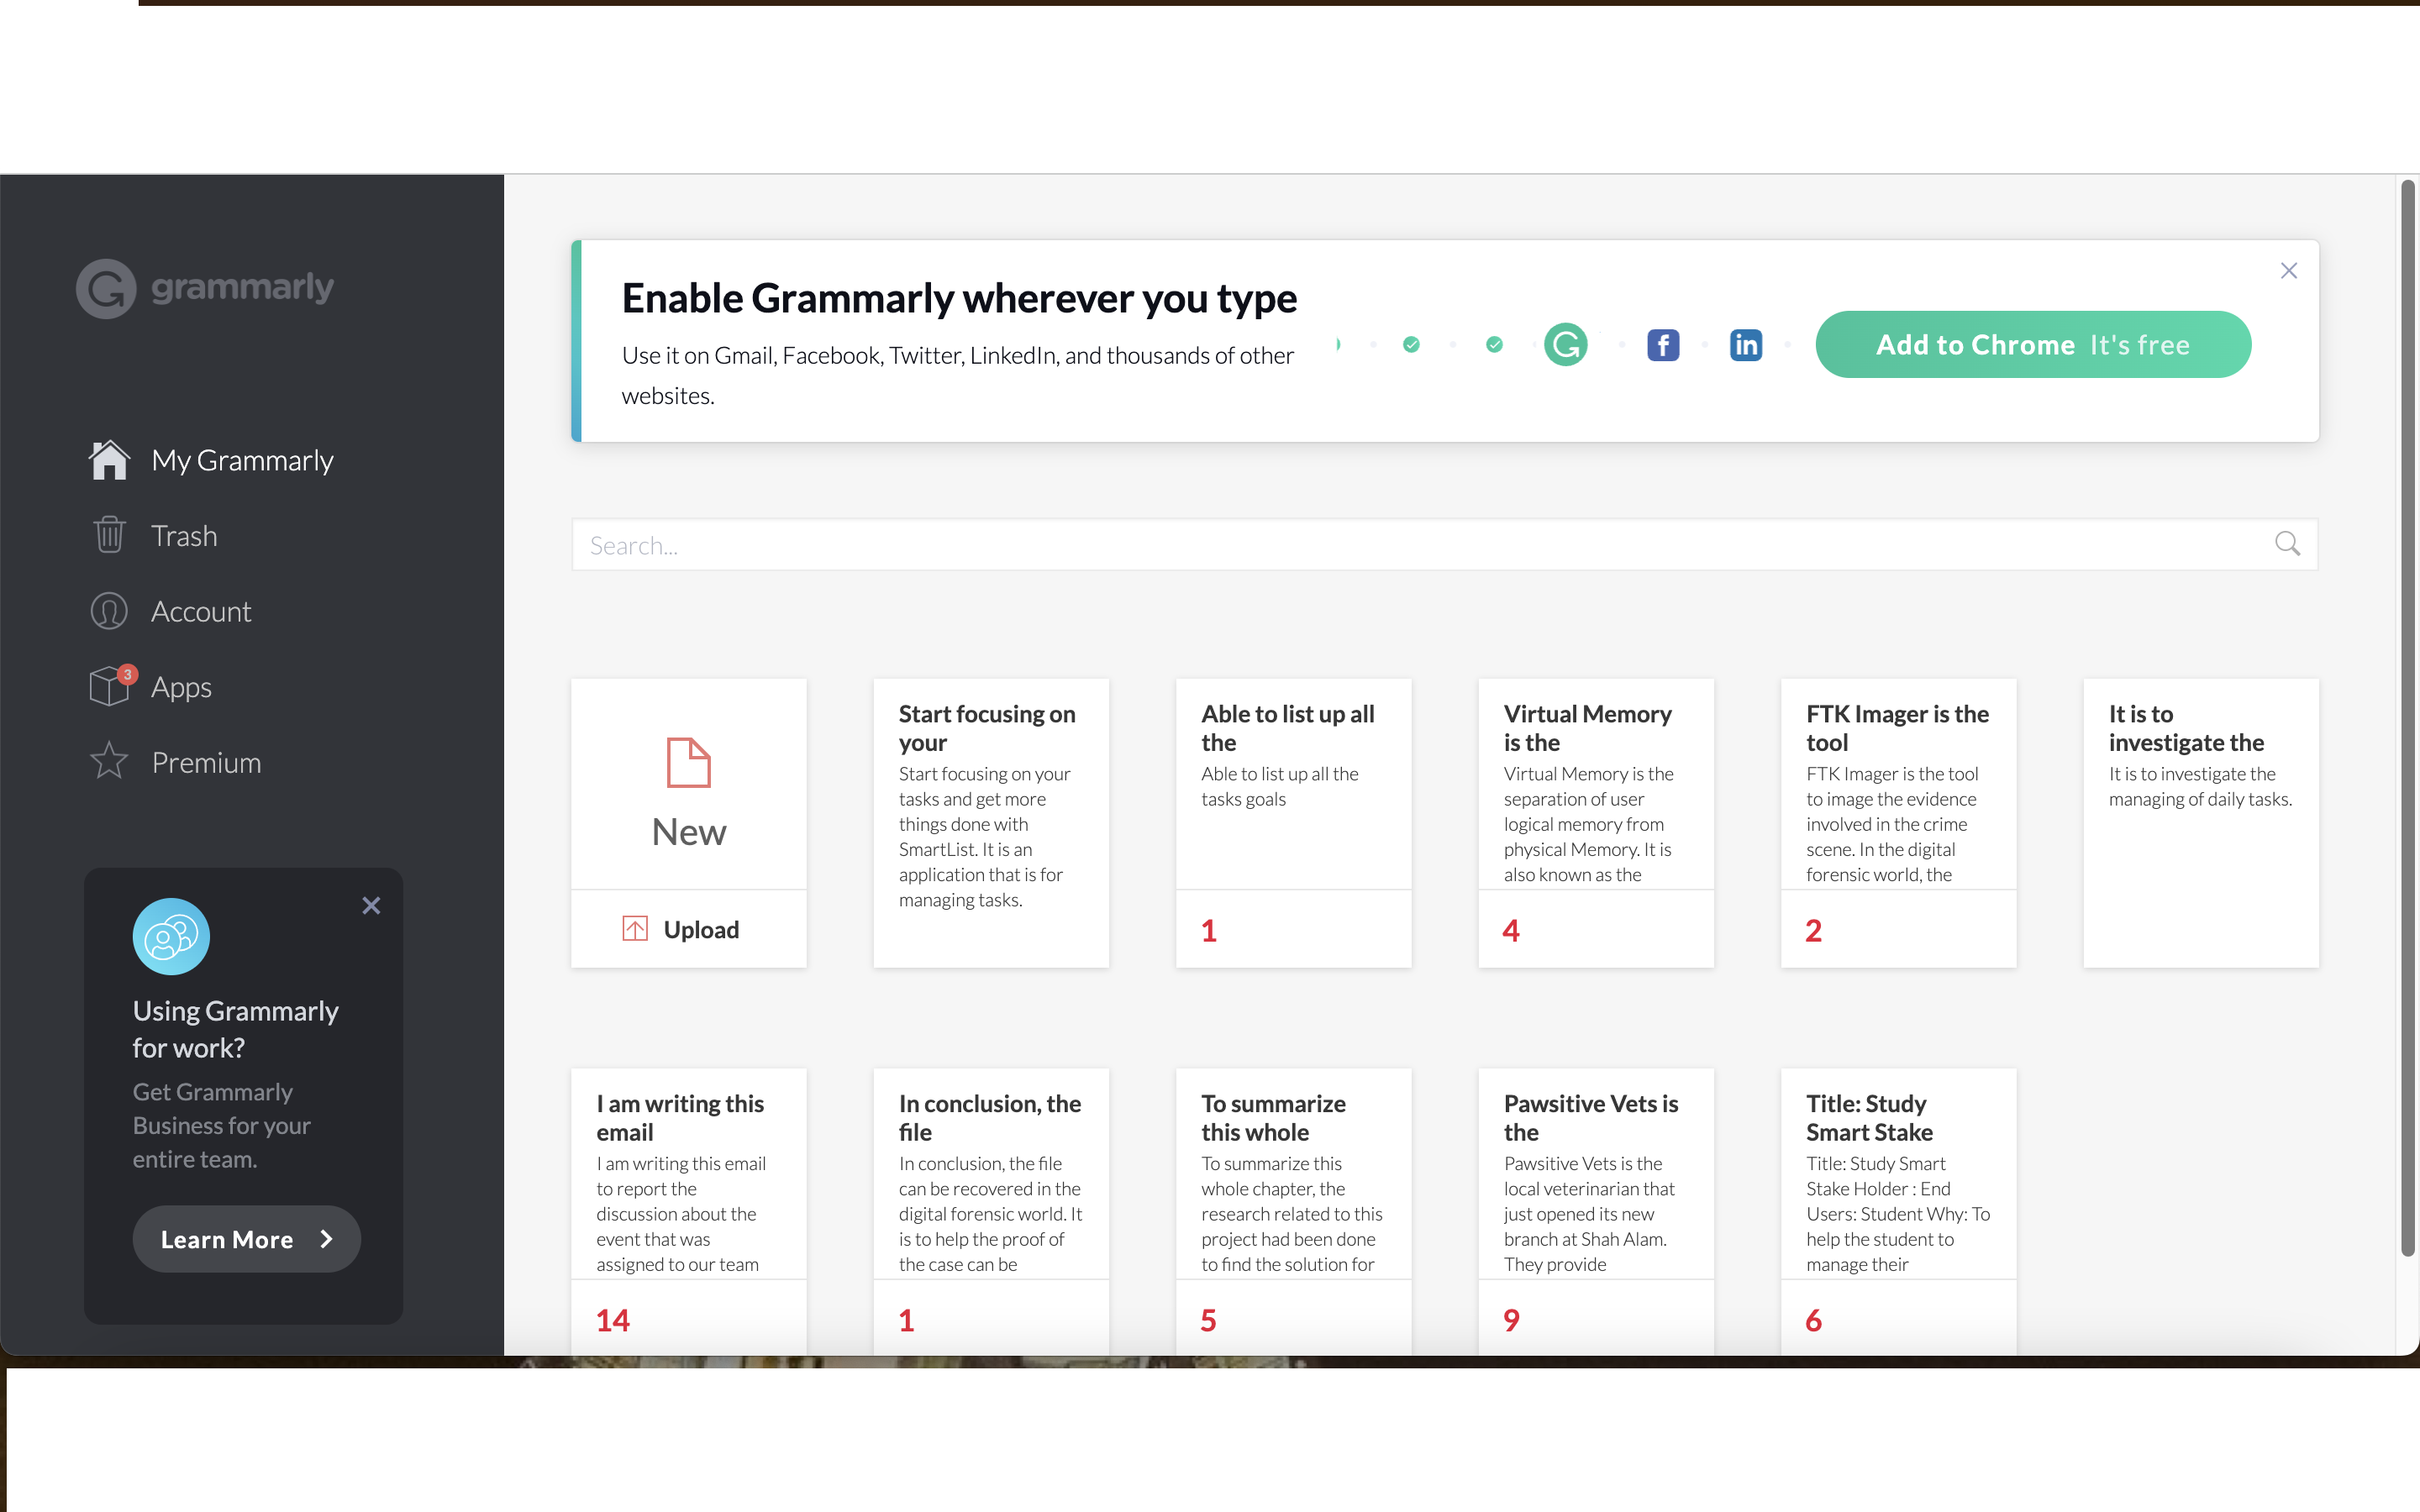 grammarly
My Grammarly
Trash
Account
3
Apps
Premium
Using Grammarly
for work?
Get Grammarly
Business for your
entire team.
Learn More
Enable Grammarly wherever you type
Use it on Gmail, Facebook, Twitter, LinkedIn, and thousands of other
websites.
f
in
Add to Chrome It's free
Search...
New
Upload
Start focusing on
your
Start focusing on your
tasks and get more
things done with
SmartList. It is an
application that is for
managing tasks.
Able to list up all
the
Able to list up all the
tasks goals
1
Virtual Memory
is the
Virtual Memory is the
separation of user
logical memory from
physical Memory. It is
also known as the
4
FTK Imager is the
tool
FTK Imager is the tool
to image the evidence
involved in the crime
scene. In the digital
forensic world, the
2
It is to
investigate the
It is to investigate the
managing of daily tasks.
I am writing this
email
I am writing this email
to report the
discussion about the
event that was
assigned to our team
14
In conclusion, the
file
In conclusion, the file
can be recovered in the
digital forensic world. It
is to help the proof of
the case can be
1
To summarize
this whole
To summarize this
whole chapter, the
research related to this
project had been done
to find the solution for
5
Pawsitive Vets is
the
Pawsitive Vets is the
local veterinarian that
just opened its new
branch at Shah Alam.
They provide
9
Title: Study
Smart Stake
Title: Study Smart
Stake Holder : End
Users: Student Why: To
help the student to
manage their
6